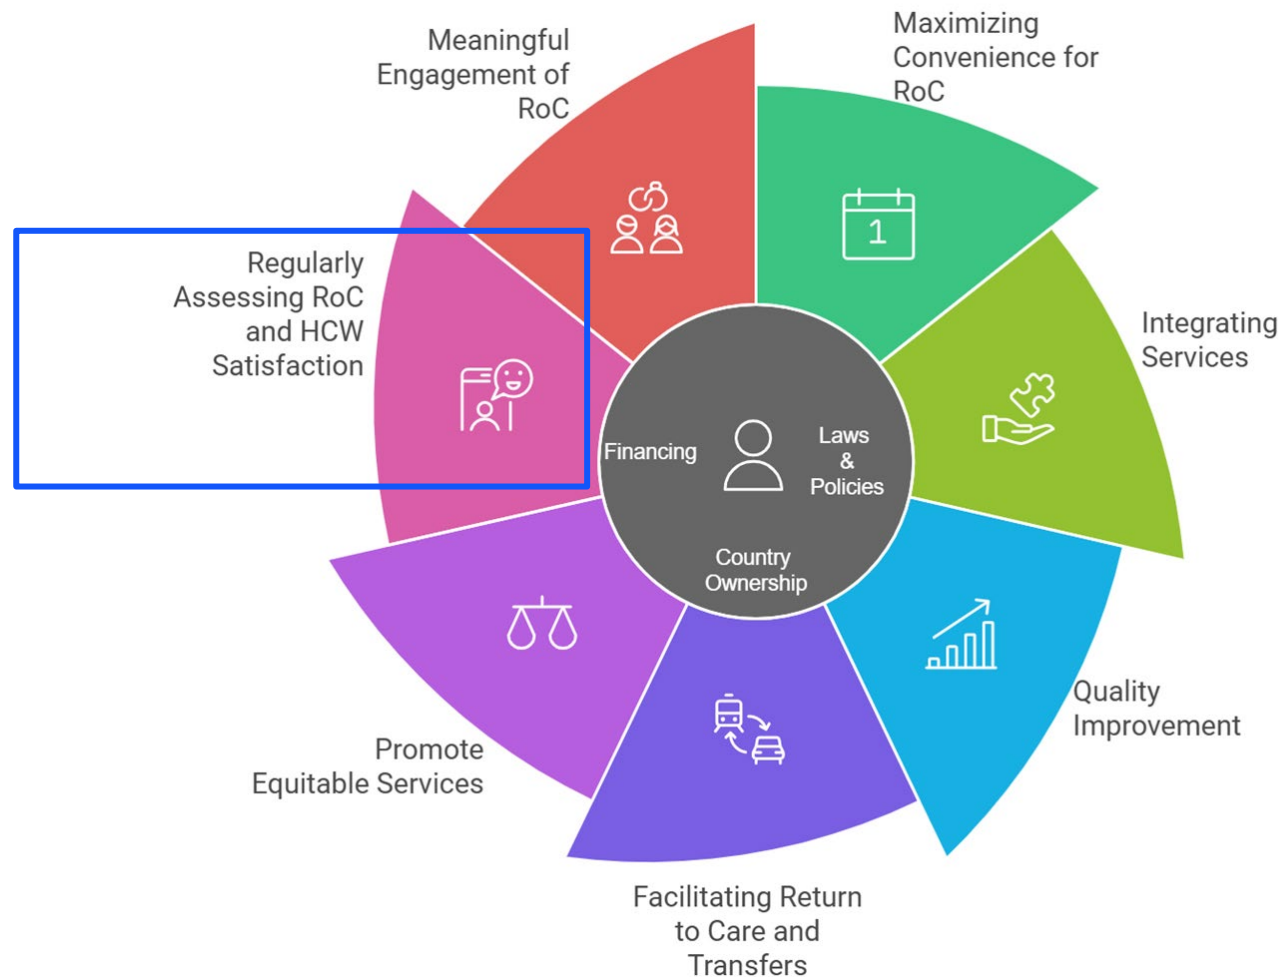 Meaningful
Engagement of
RoC
Maximizing
Convenience for
RoC
1
Regularly
Assessing RoC
and HCW
Satisfaction
Integrating
Services
Financing
Laws
&
Policies
Country
Ownership
Quality
Improvement
Promote
Equitable Services
Facilitating Return
to Care and
Transfers